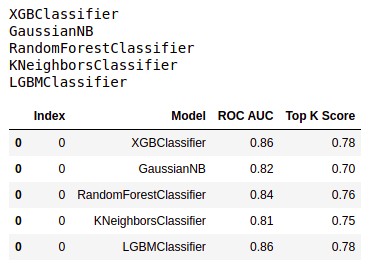 XGBClassifier
GaussianNB
RandomForestClassifier
KNeighborsClassifier
LGBMClassifier
Index Model ROC AUC Top K Score
0 0 XGBClassifier 0.86 0.78
0 0 GaussianNB 0.82 0.70
0 0 RandomForestClassifier 0.84 0.76
0 0 KNeighborsClassifier 0.81 0.75
0 0 LGBMClassifier 0.86 0.78